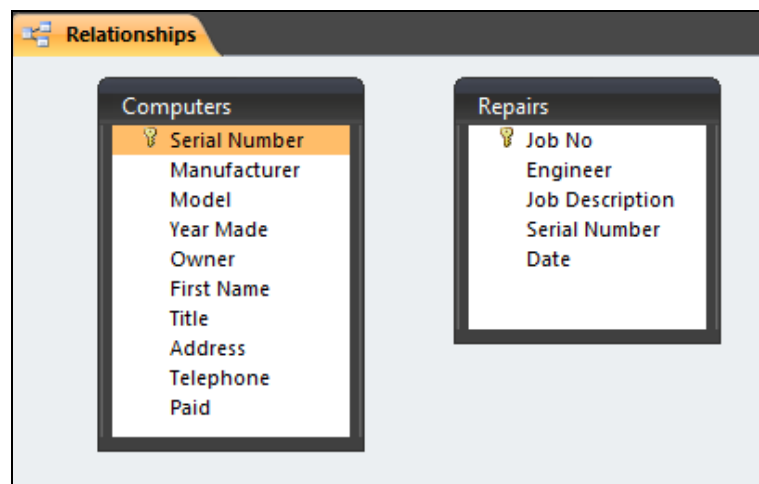 Relationships
Computers
Serial Number
Manufacturer
Model
Year Made
Owner
First Name
Title
Address
Telephone
Paid
Repairs
Job No
Engineer
Job Description
Serial Number
Date